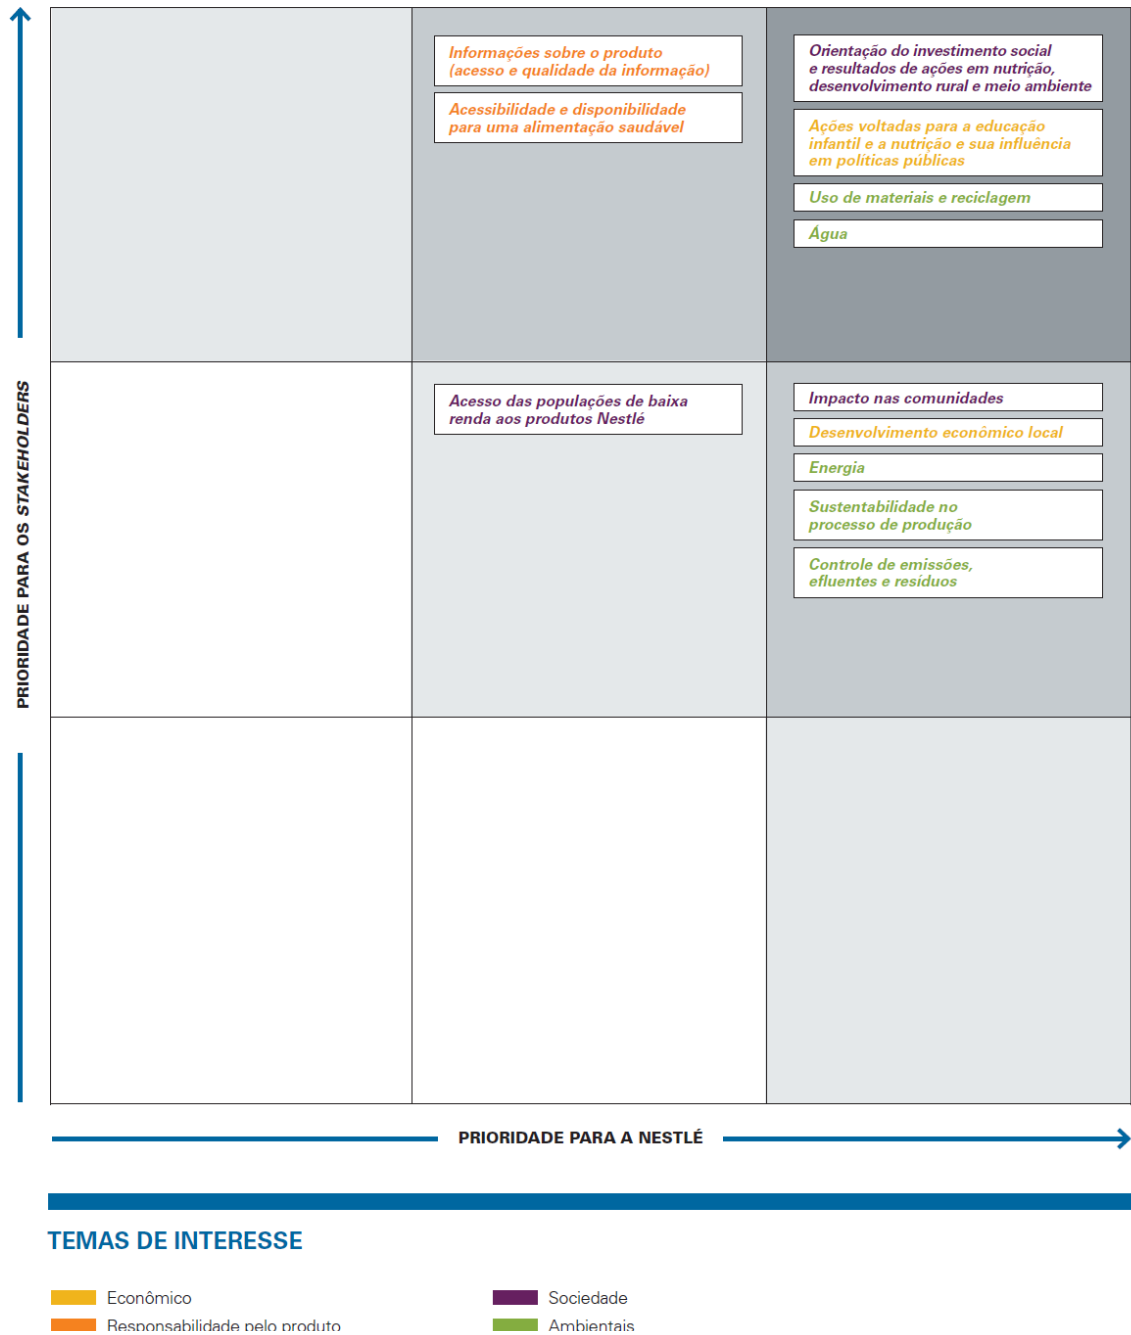 PRIORIDADE PARA OS STAKEHOLDERS
Informações sobre o produto
(acesso e qualidade da informação)
Acessibilidade e disponibilidade
para uma alimentação saudável
Orientação do investimento social
e resultados de ações em nutrição,
desenvolvimento rural e meio ambiente
Ações voltadas para a educação
infantil e a nutrição e sua influência
em políticas públicas
Uso de materiais e reciclagem
Água
Acesso das populações de baixa
renda aos produtos Nestlé
Impacto nas comunidades
Desenvolvimento econômico local
Energia
Sustentabilidade no
processo de produção
Controle de emissões,
efluentes e resíduos
PRIORIDADE PARA A NESTLÉ
TEMAS DE INTERESSE
Econômico
Responsabilidade pelo produto
Sociedade
Ambientais